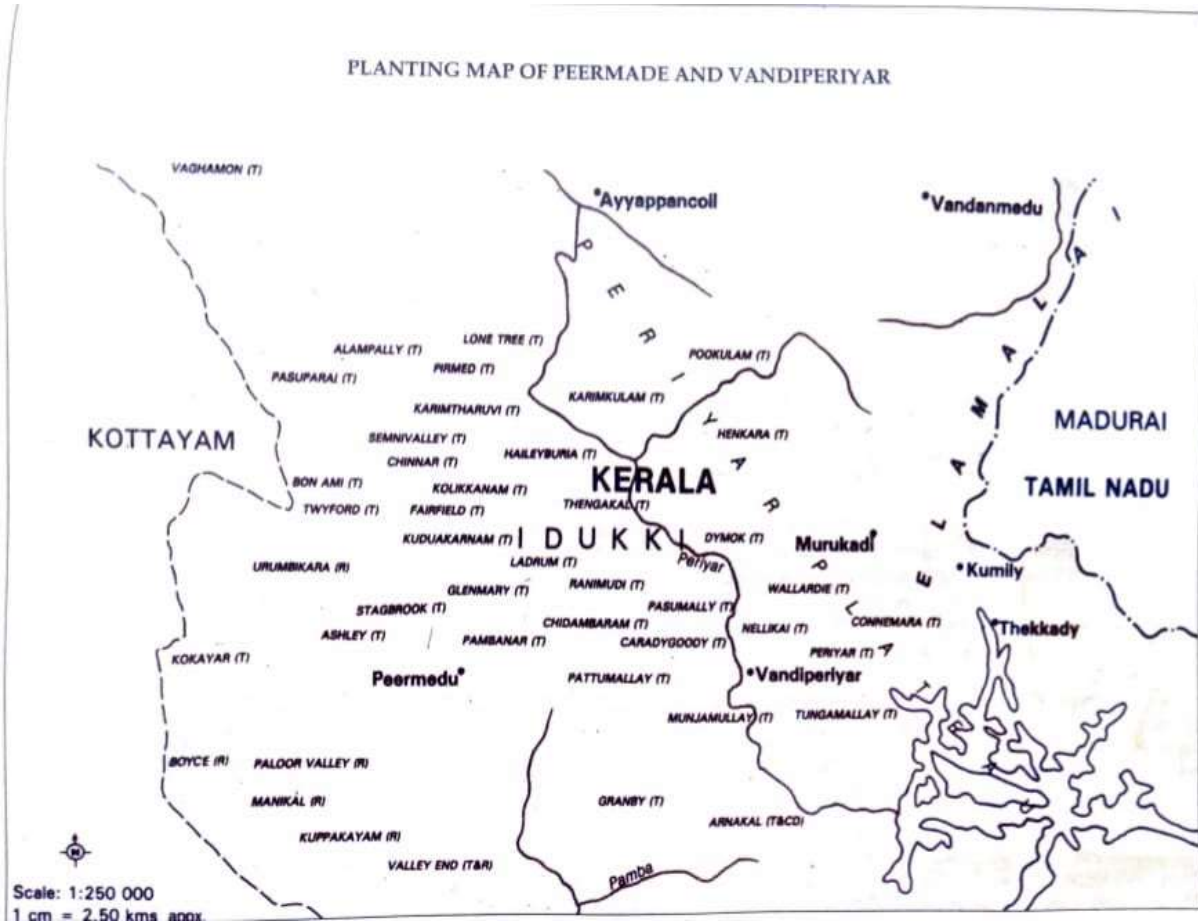 PLANTING MAP OF PEERMADE AND VANDIPERIYAR
VAGHAMON (T)
Ayyappancoil
Vandanmedu
PERIYAR PLAT
ELAMALAI
LONE TREE (T)
ALAMPALLY (T)
POOKULAM (T)
PIRMED (T)
PASUPARAI (T)
KARIMKULAM (T)
KARIMTHARUVI (T)
MADURAI
KOTTAYAM
SEMNIVALLEY (T)
HENKARA (T)
HAILEYBURIA (T)
CHINNAR (T)
KERALA
BON AMI (T)
KOLIKKANAM (T)
TAMIL NADU
TWYFORD (T)
FAIRFIELD (T)
THENGAKAL (T)
KUDUAKARNAM (T)
IDUKKI
DYMOK (T)
Murukadi
URUMBIKARA (R)
LADRUM (T)
Periyar
Kumily
GLENMARY (T)
RANIMUDI (T)
WALLARDIE (T)
STAGBROOK (T)
PASUMALLY (T)
ASHLEY (T)
PAMBANAR (T)
CHIDAMBARAM (T)
CARADYGOODY (T)
NELLIKAI (T)
CONNEMARA (T)
Thekkady
KOKAYAR (T)
PERIYAR (T)
Peermedu
PATTUMALLAY (T)
Vandiperiyar
MUNJAMULLAY (T)
TUNGAMALLAY (T)
BOYCE (R)
PALOOR VALLEY (R)
MANIKAL (R)
GRANBY (T)
ARNAKAL (T&CD)
KUPPAKAYAM (R)
VALLEY END (T&R)
Pamba
Scale: 1:250 000
1 cm = 2.50 kms apox.